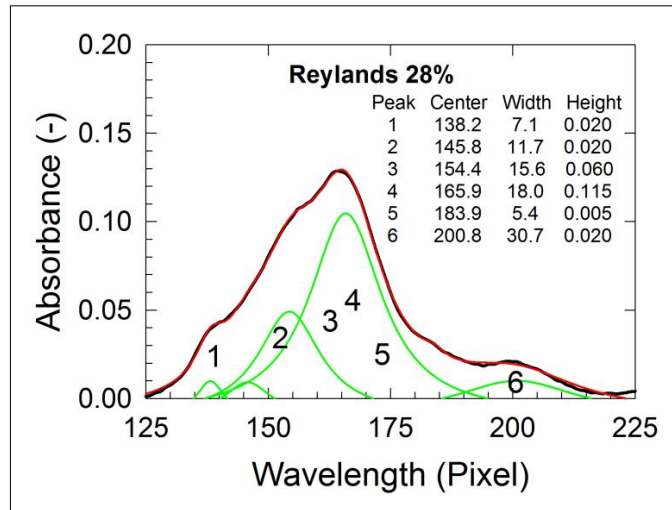 Reylands 28%
Peak Center Width Height
1 138.2 7.1 0.020
2 145.8 11.7 0.020
3 154.4 15.6 0.060
4 165.9 18.0 0.115
5 183.9 5.4 0.005
6 200.8 30.7 0.020
0.20
0.15
0.10
0.05
0.00
Absorbance (-)
1
2
3
4
5
6
125 150 175 200 225
Wavelength (Pixel)